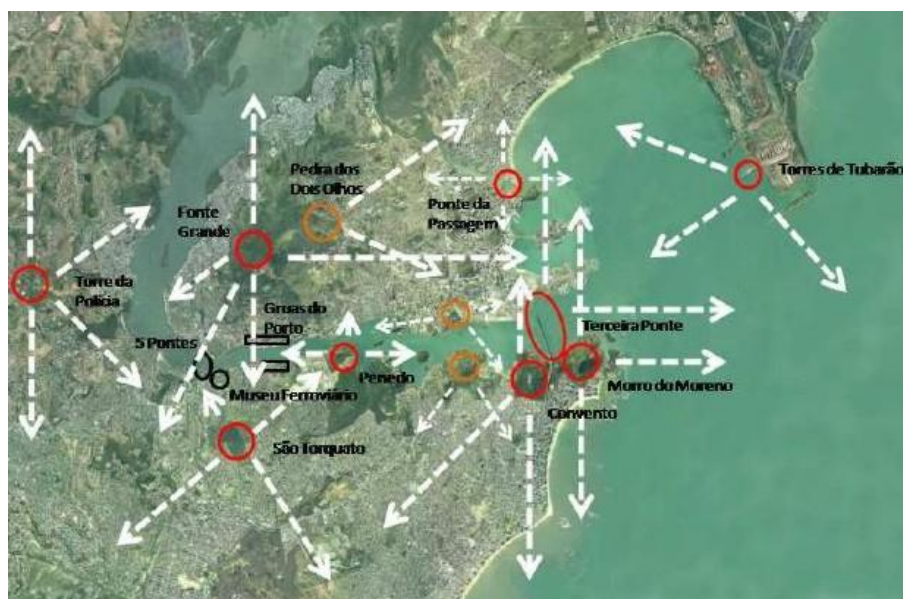 Pedra dos
Dois Olhos
Ponte da
Passagem
Torres de Tubarão
Fonte
Grande
Turre da
Polícia
Gruas do
Porto
5 Pontes
Terceira Ponte
Penedo
Morro do Moreno
Museu Ferroviário
Convento
São Torquato